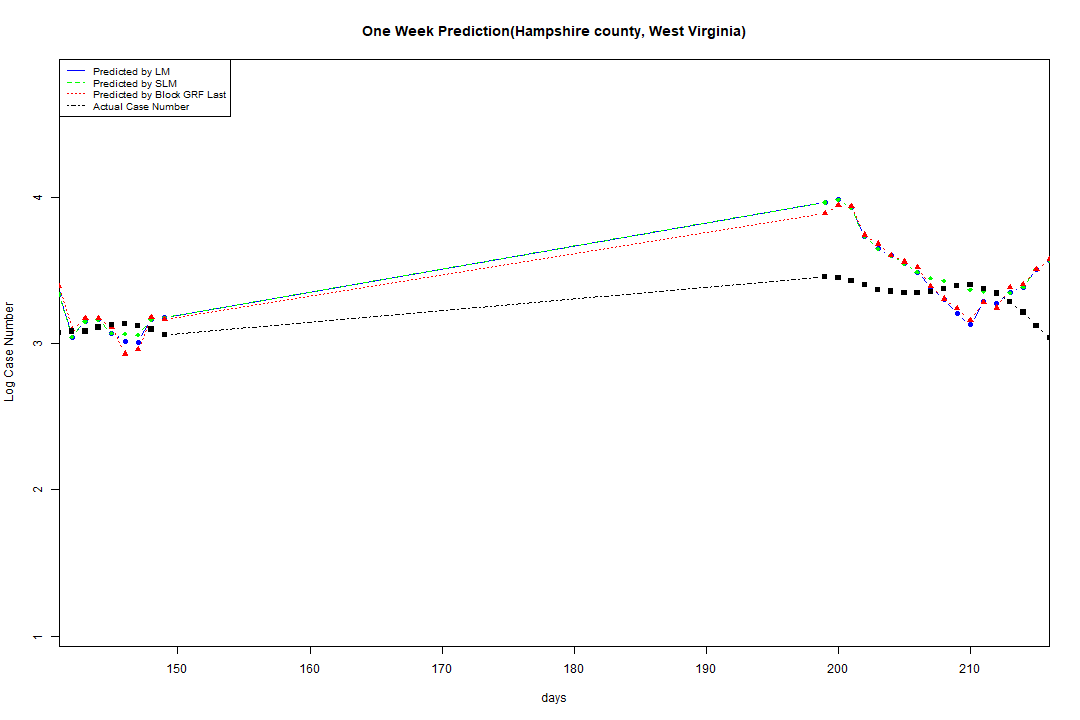 One Week Prediction(Hampshire county, West Virginia)
Predicted by LM
Predicted by SLM
Predicted by Block GRF Last
Actual Case Number
Log Case Number
4
3
2
1
150 160 170 180 190 200 210
days